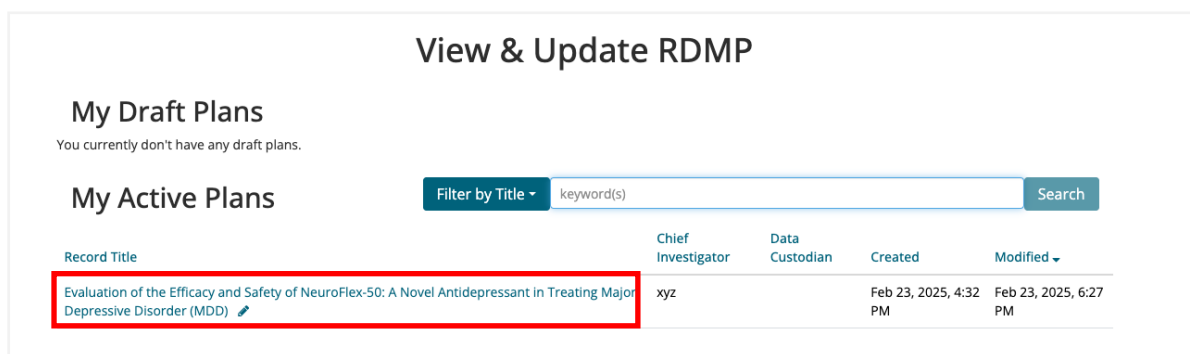 View & Update RDMP
My Draft Plans
You currently don't have any draft plans.
My Active Plans
Filter by Title
keyword(s)
Search
Record Title
Chief
Investigator
Data
Custodian
Created
Modified
Evaluation of the Efficacy and Safety of NeuroFlex-50: A Novel Antidepressant in Treating Major
Depressive Disorder (MDD)
xyz
Feb 23, 2025, 4:32
PM
Feb 23, 2025, 6:27
PM